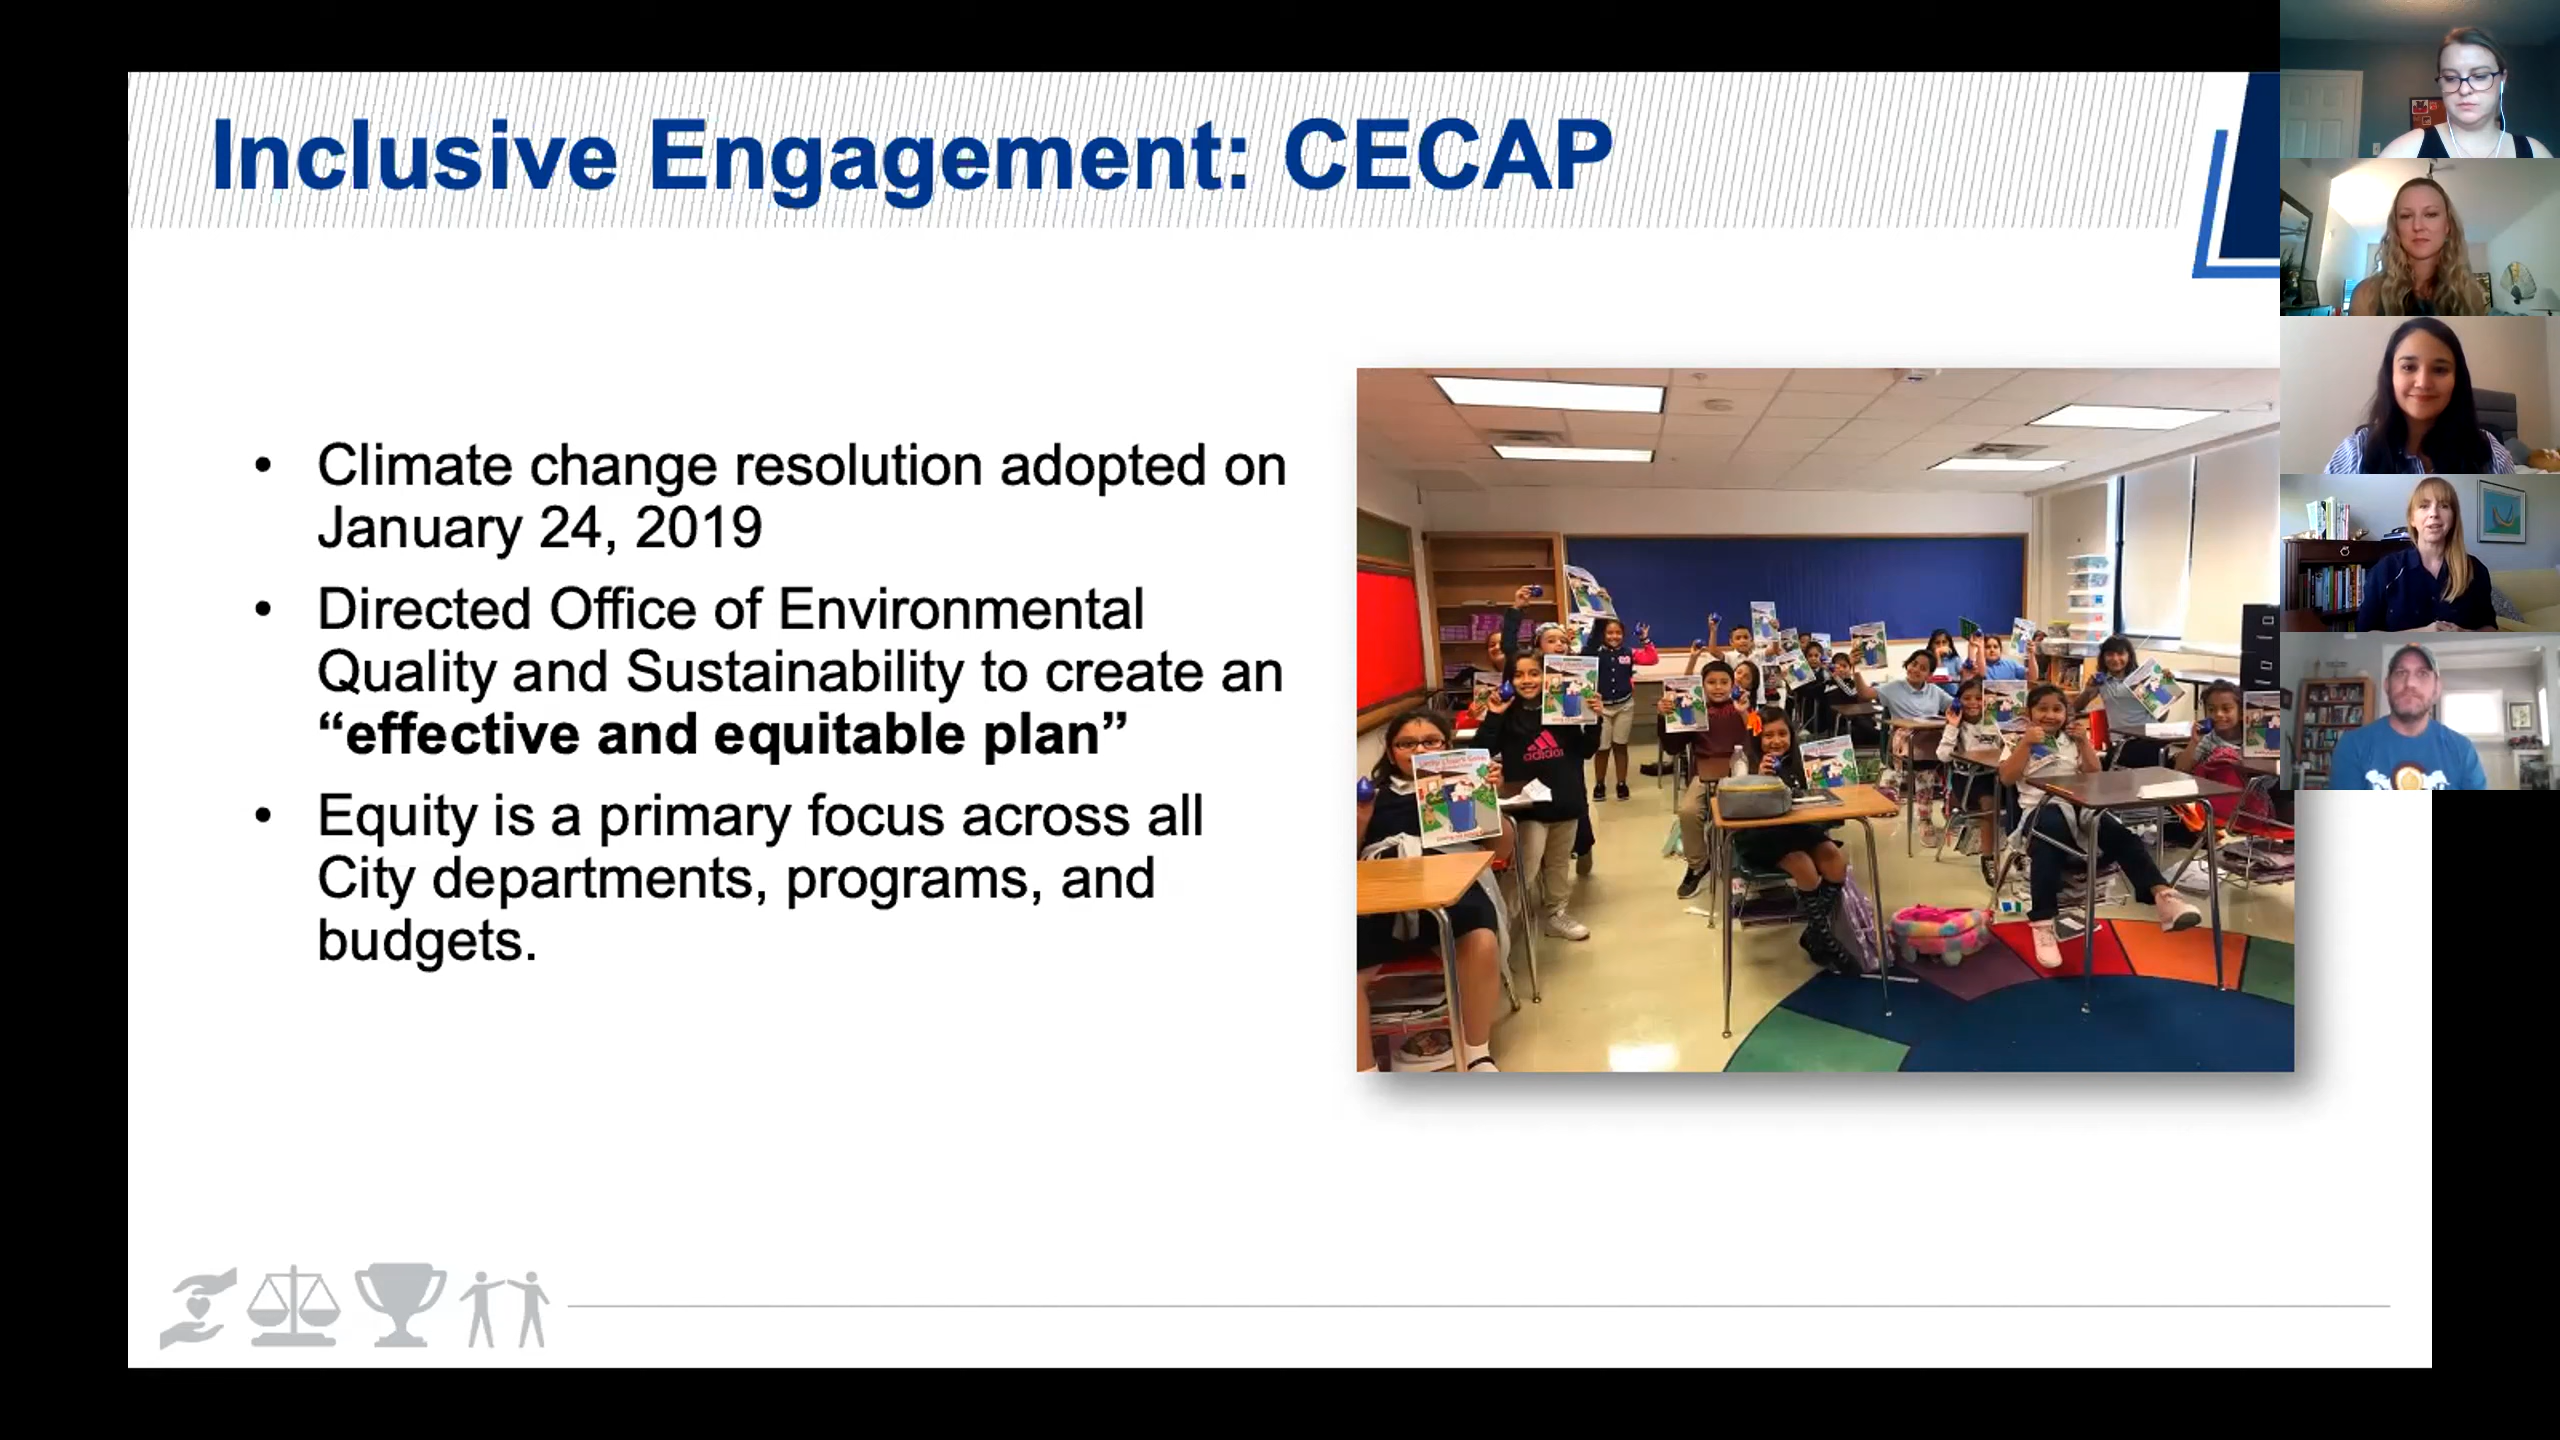 Inclusive Engagement: CECAP
• Climate change resolution adopted on
January 24, 2019
• Directed Office of Environmental
Quality and Sustainability to create an
“effective and equitable plan”
• Equity is a primary focus across all
City departments, programs, and
budgets.
adidas